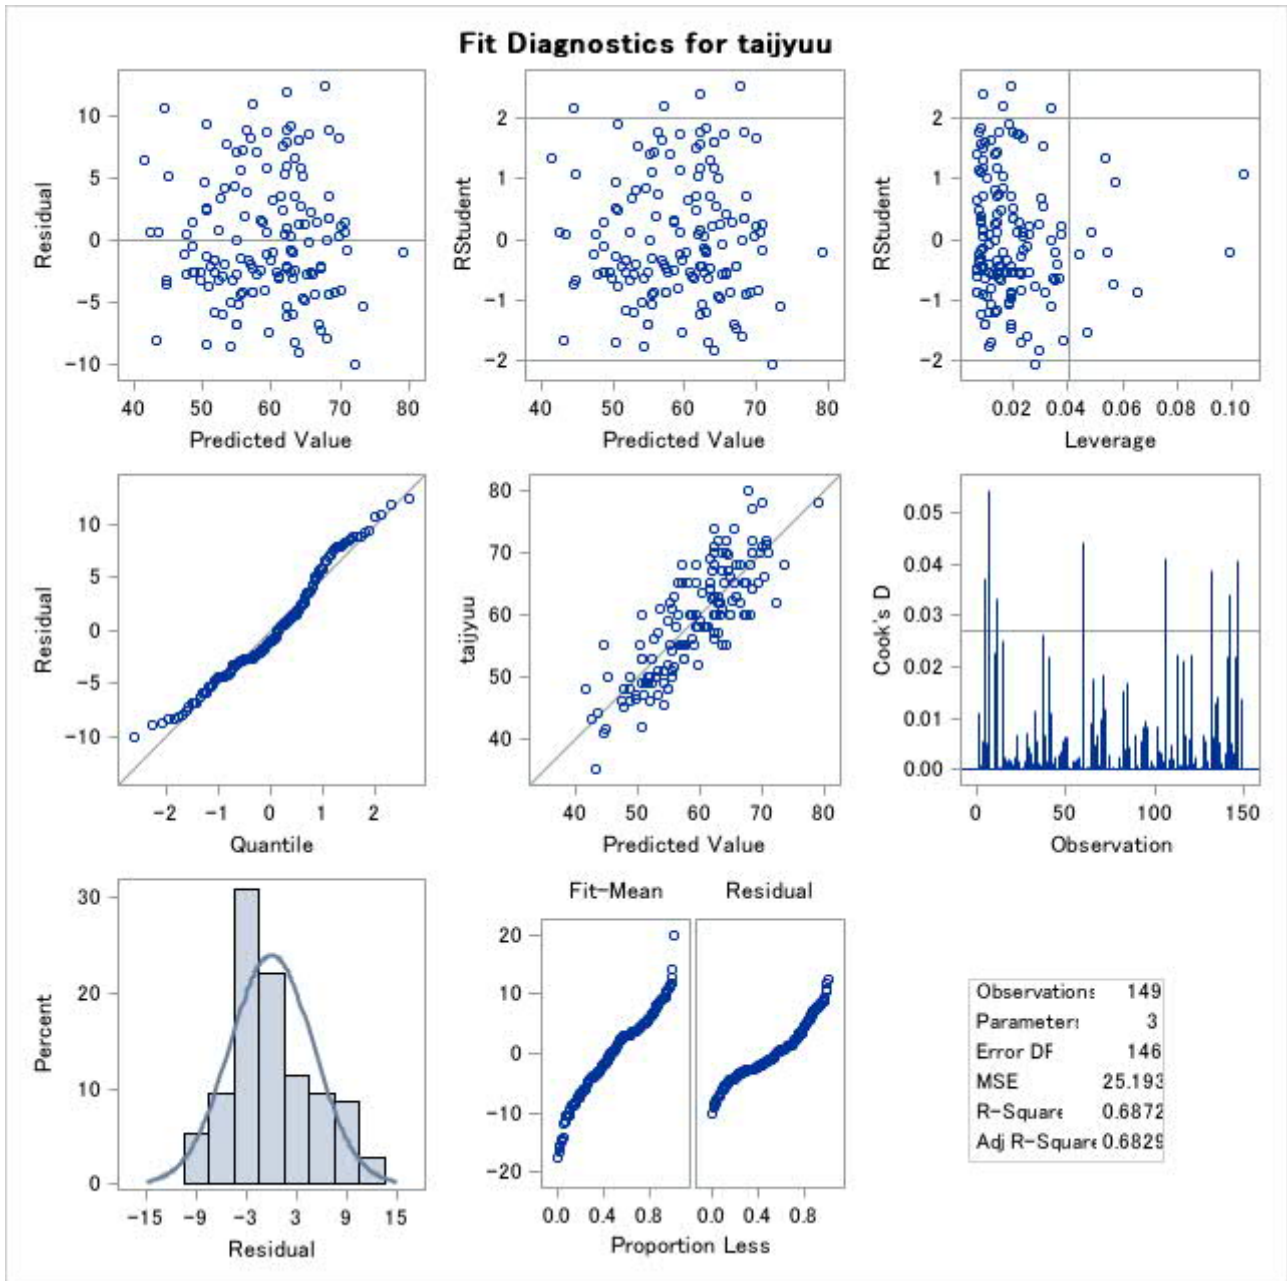 Fit Diagnostics for taijyuu
10
5
0
−5
−10
Residual
40 50 60 70 80
Predicted Value
2
1
0
−1
−2
RStudent
40 50 60 70 80
Predicted Value
2
1
0
−1
−2
RStudent
0.02 0.04 0.06 0.08 0.10
Leverage
10
5
0
−5
−10
Residual
−2 −1 0 1 2
Quantile
80
70
60
50
40
taijyuu
40 50 60 70 80
Predicted Value
0.05
0.04
0.03
0.02
0.01
0.00
Cook's D
0 50 100 150
Observation
30
20
10
0
Percent
−15 −9 −3 3 9 15
Residual
Fit−Mean Residual
20
10
0
−10
−20
0.0 0.4 0.8 0.0 0.4 0.8
Proportion Less
Observations 149
Parameters 3
Error DF 146
MSE 25.193
R−Square 0.6872
Adj R−Square 0.6829